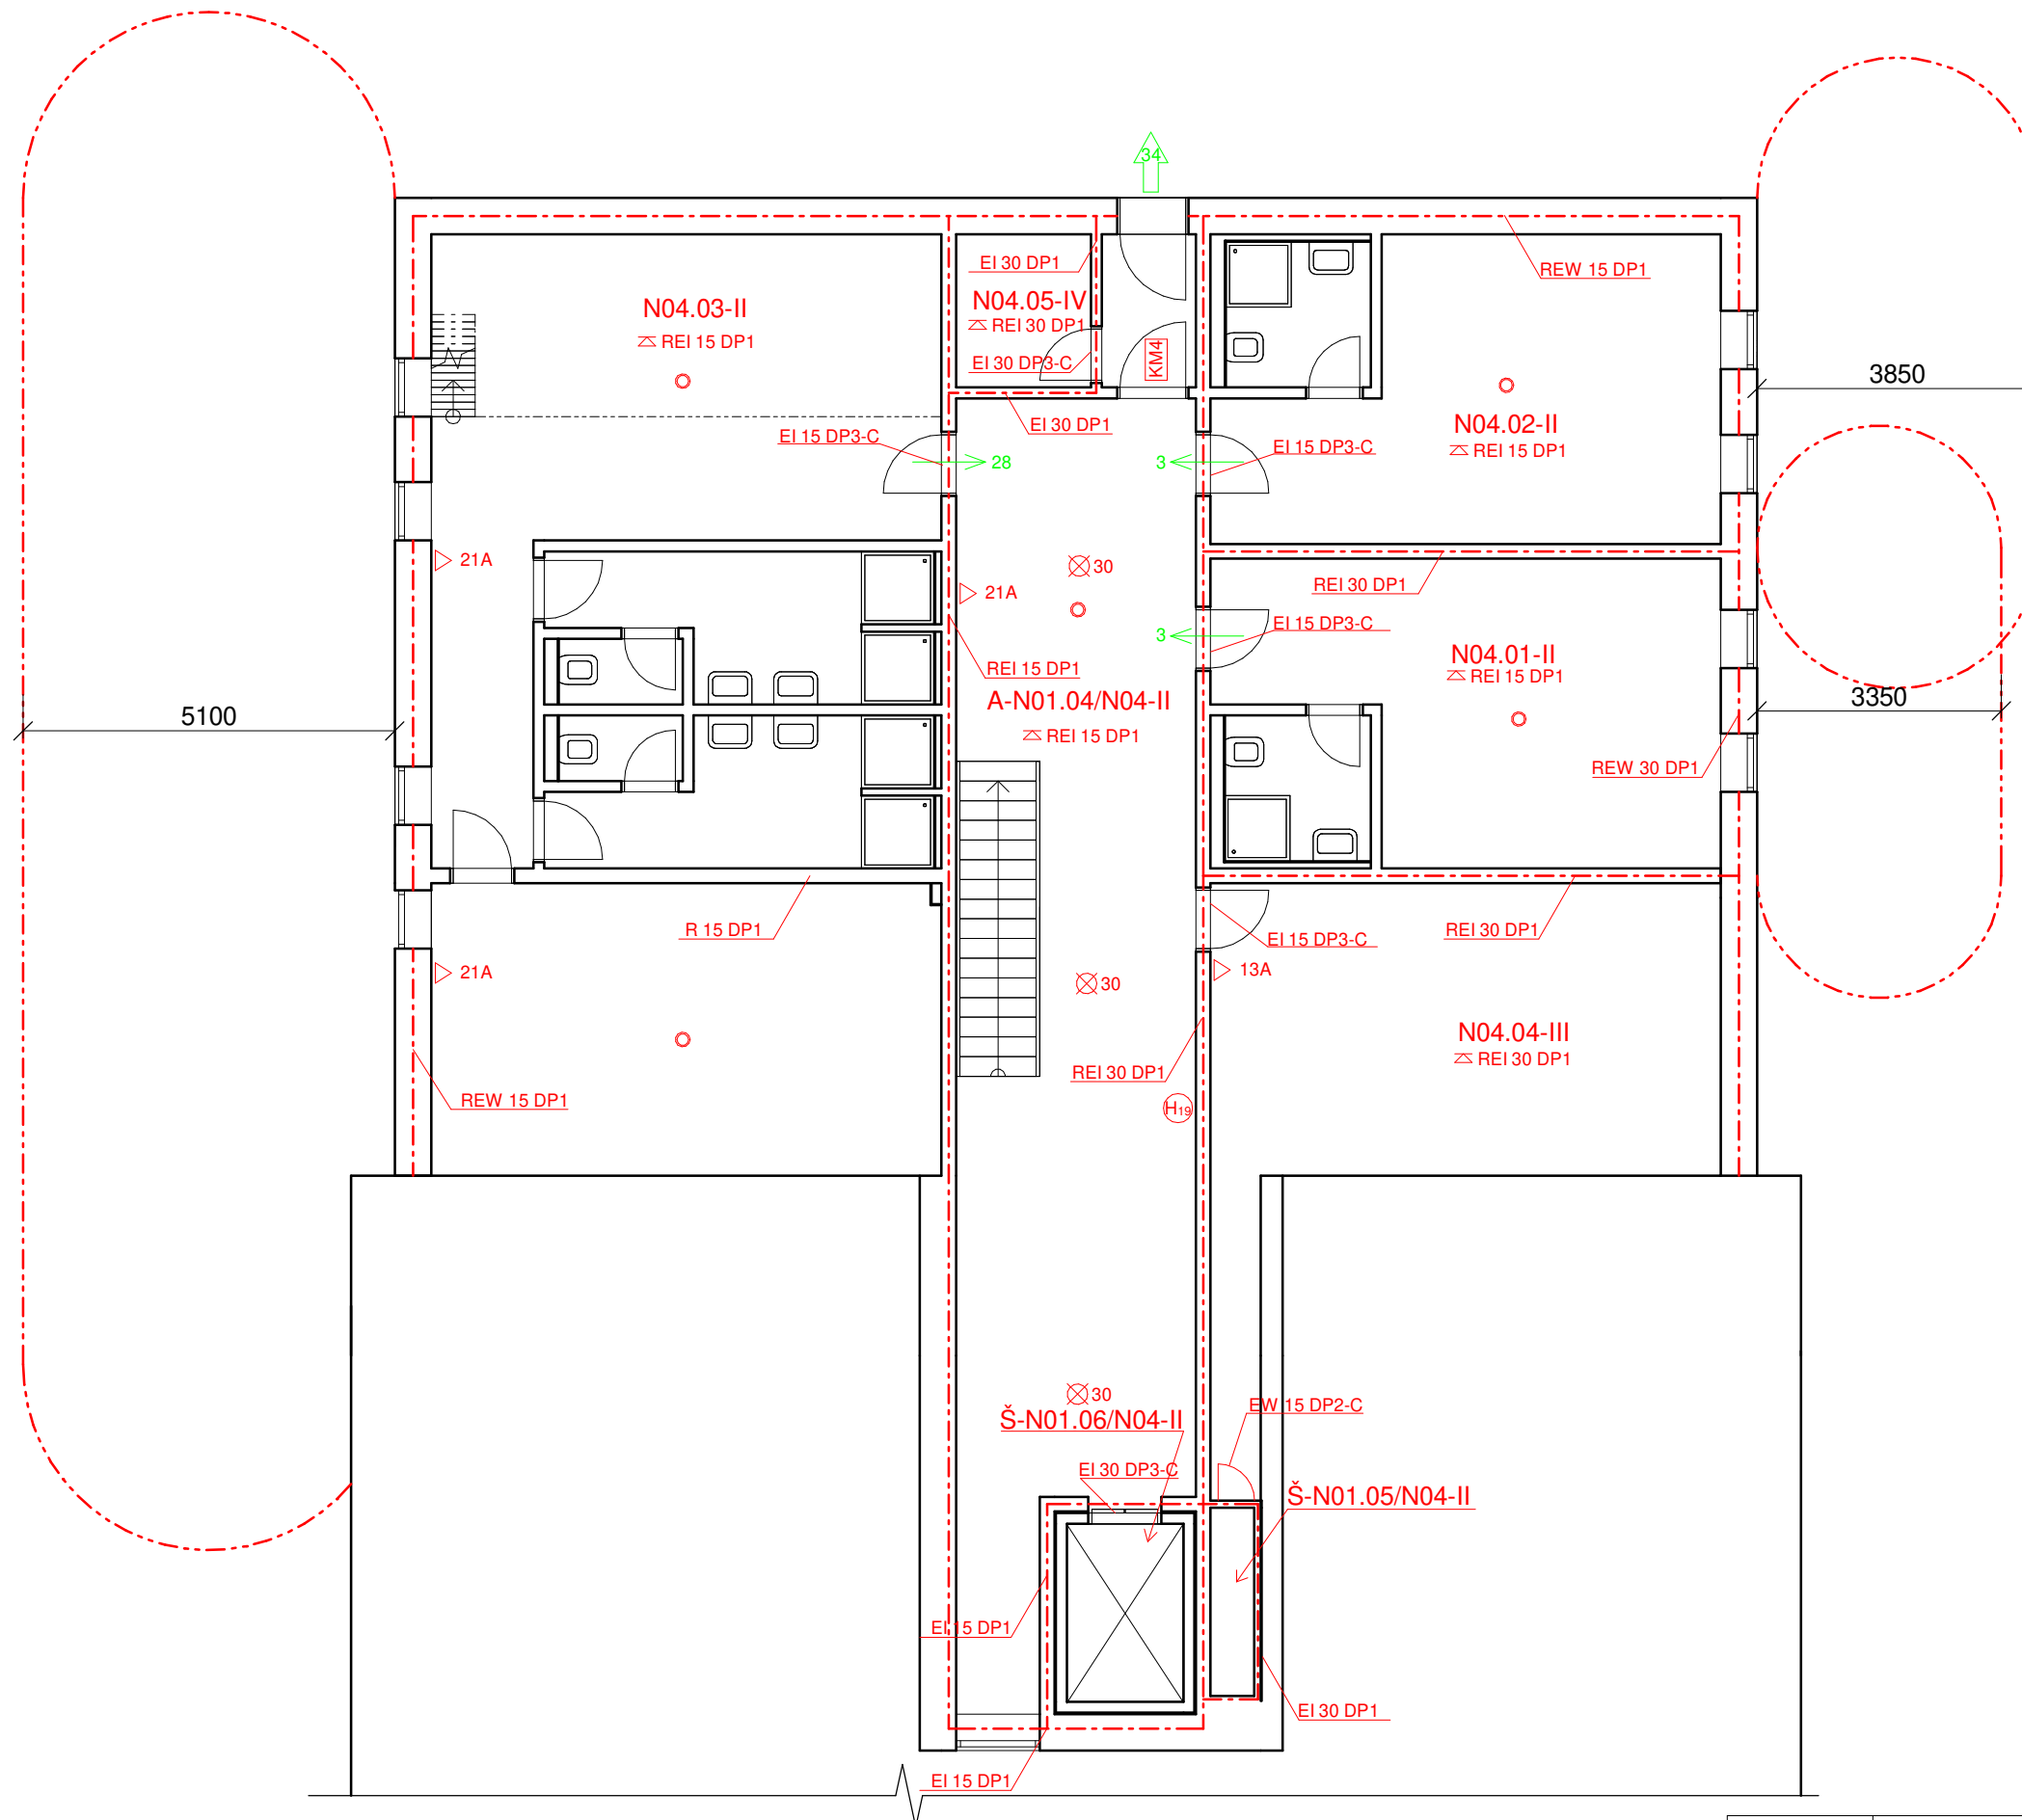 34
EI 30 DP1
REW 15 DP1
N04.03-II
REI 15 DP1
N04.05-IV
REI 30 DP1
EI 30 DP3-C
KM4
3850
N04.02-II
REI 15 DP1
EI 15 DP3-C
EI 30 DP1
EI 15 DP3-C
28
3
21A
30
21A
REI 30 DP1
EI 15 DP3-C
3
N04.01-II
REI 15 DP1
REI 15 DP1
A-N01.04/N04-II
REI 15 DP1
5100
3350
REW 30 DP1
R 15 DP1
EI 15 DP3-C
REI 30 DP1
21A
13A
30
N04.04-III
REI 30 DP1
REI 30 DP1
REW 15 DP1
H19
30
Š-N01.06/N04-II
EW 15 DP2-C
EI 30 DP3-C
Š-N01.05/N04-II
EI 15 DP1
EI 30 DP1
EI 15 DP1